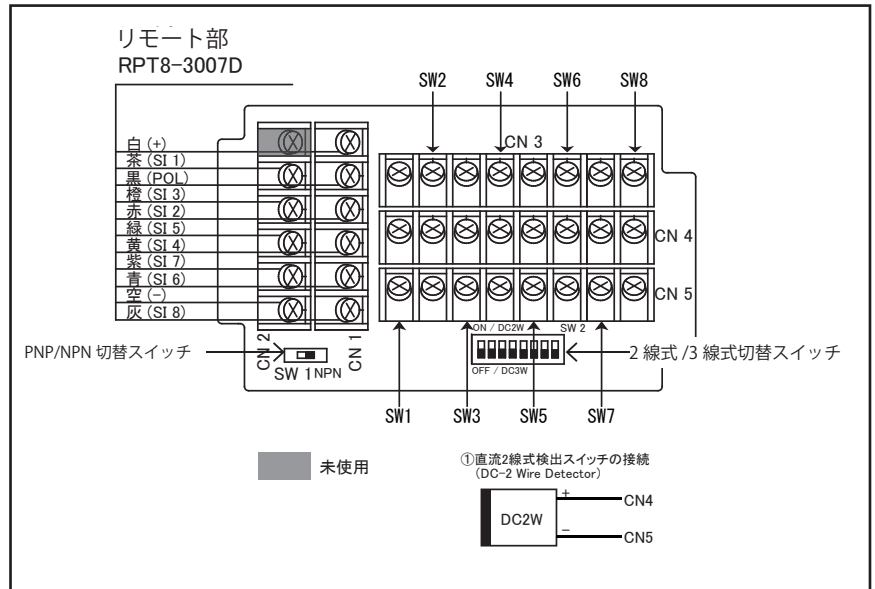 リモート部
RPT8-3007D
SW2 SW4 SW6 SW8
CN 3
白 (+)
茶 (SI 1)
黒 (POL)
橙 (SI 3)
赤 (SI 2)
緑 (SI 5)
黄 (SI 4)
紫 (SI 7)
青 (SI 6)
空 (-)
灰 (SI 8)
CN 4
CN 5
CN 2
CN 1
PNP/NPN 切替スイッチ
SW 1 NPN
ON / DC2W SW 2
OFF / DC3W
2 線式 /3 線式切替スイッチ
SW1 SW3 SW5 SW7
未使用
①直流2線式検出スイッチの接続
(DC-2 Wire Detector)
DC2W
+ CN4
− CN5